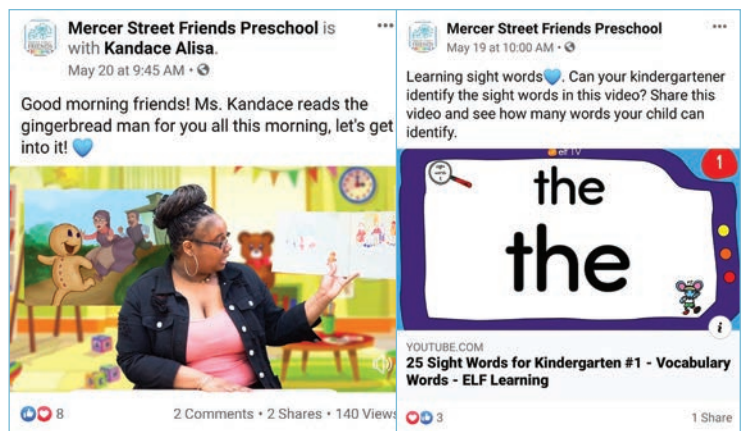 Mercer Street Friends Preschool is
with Kandace Alisa.
May 20 at 9:45 AM •
Good morning friends! Ms. Kandace reads the
gingerbread man for you all this morning, let's get
into it!
8
2 Comments • 2 Shares • 140 Views
Mercer Street Friends Preschool
May 19 at 10:00 AM •
Learning sight words. Can your kindergartener
identify the sight words in this video? Share this
video and see how many words your child can
identify.
elf TV
1
the
the
i
YOUTUBE.COM
25 Sight Words for Kindergarten #1 - Vocabulary
Words - ELF Learning
3
1 Share